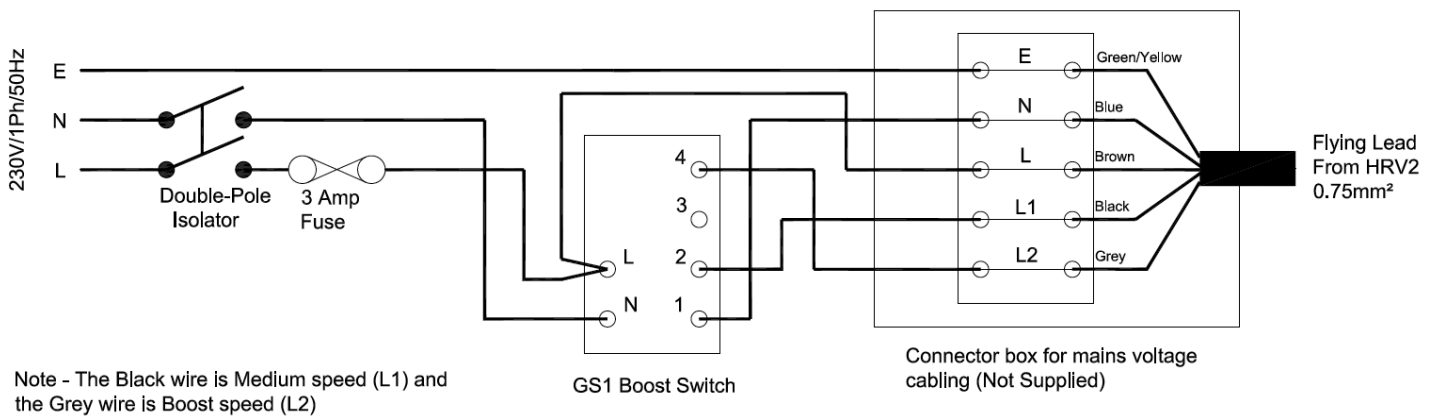 230V/1Ph/50Hz
E
N
L
Double-Pole
Isolator
3 Amp
Fuse
L
N
4
3
2
1
GS1 Boost Switch
E
N
L
L1
L2
Green/Yellow
Blue
Brown
Black
Grey
Flying Lead
From HRV2
0.75mm²
Connector box for mains voltage
cabling (Not Supplied)
Note - The Black wire is Medium speed (L1) and
the Grey wire is Boost speed (L2)